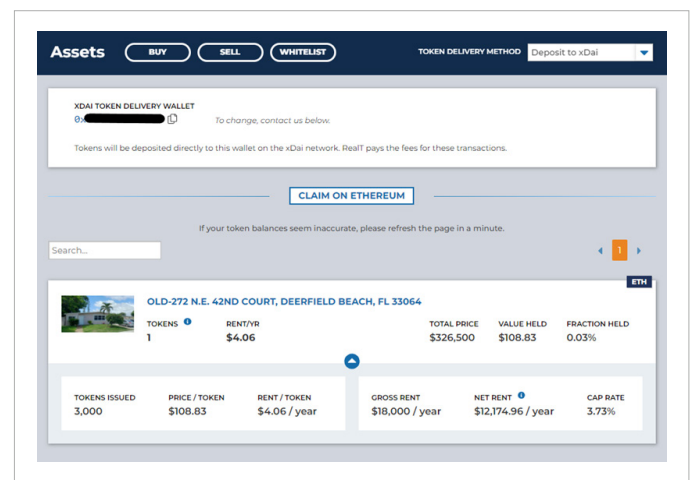 Assets BUY SELL WHITELIST TOKEN DELIVERY METHOD Deposit to xDai
XDAI TOKEN DELIVERY WALLET
0x To change, contact us below.
Tokens will be deposited directly to this wallet on the xDai network. RealT pays the fees for these transactions.
CLAIM ON ETHEREUM
If your token balances seem inaccurate, please refresh the page in a minute.
Search... 1
ETH
OLD-272 N.E. 42ND COURT, DEERFIELD BEACH, FL 33064
TOKENS RENT/YR TOTAL PRICE VALUE HELD FRACTION HELD
1 $4.06 $326,500 $108.83 0.03%
TOKENS ISSUED PRICE / TOKEN RENT / TOKEN GROSS RENT NET RENT CAP RATE
3,000 $108.83 $4.06 / year $18,000 / year $12,174.96 / year 3.73%